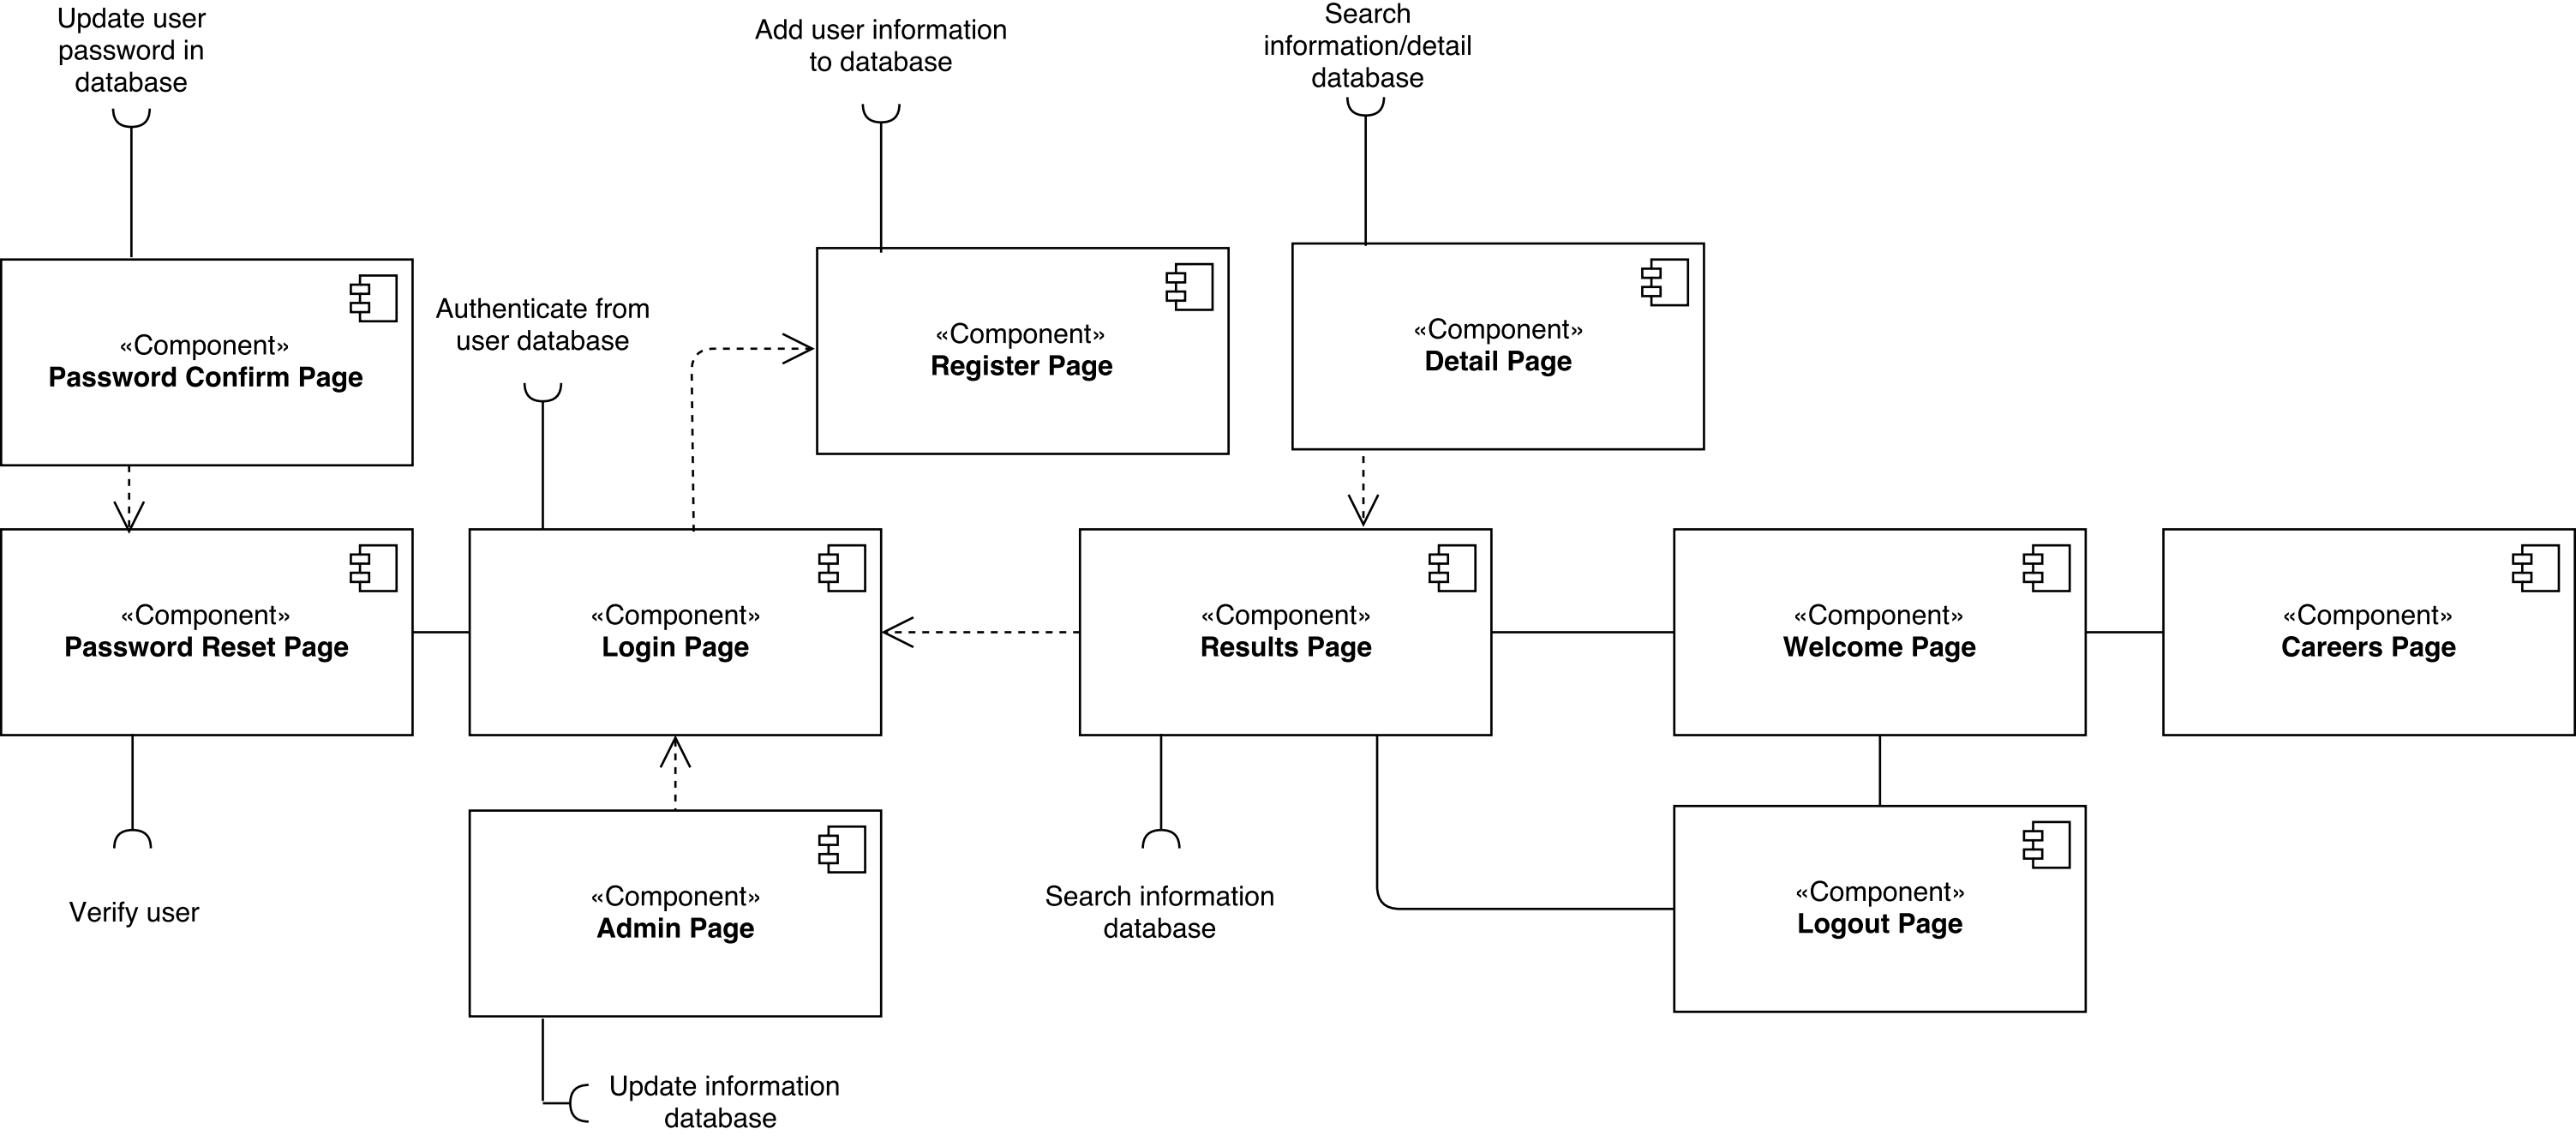 Update user
password in
database
Add user information
to database
Search
information/detail
database
«Component»
Password Confirm Page
Authenticate from
user database
«Component»
Register Page
«Component»
Detail Page
«Component»
Password Reset Page
«Component»
Login Page
«Component»
Results Page
«Component»
Welcome Page
«Component»
Careers Page
Verify user
«Component»
Admin Page
Search information
database
«Component»
Logout Page
Update information
database